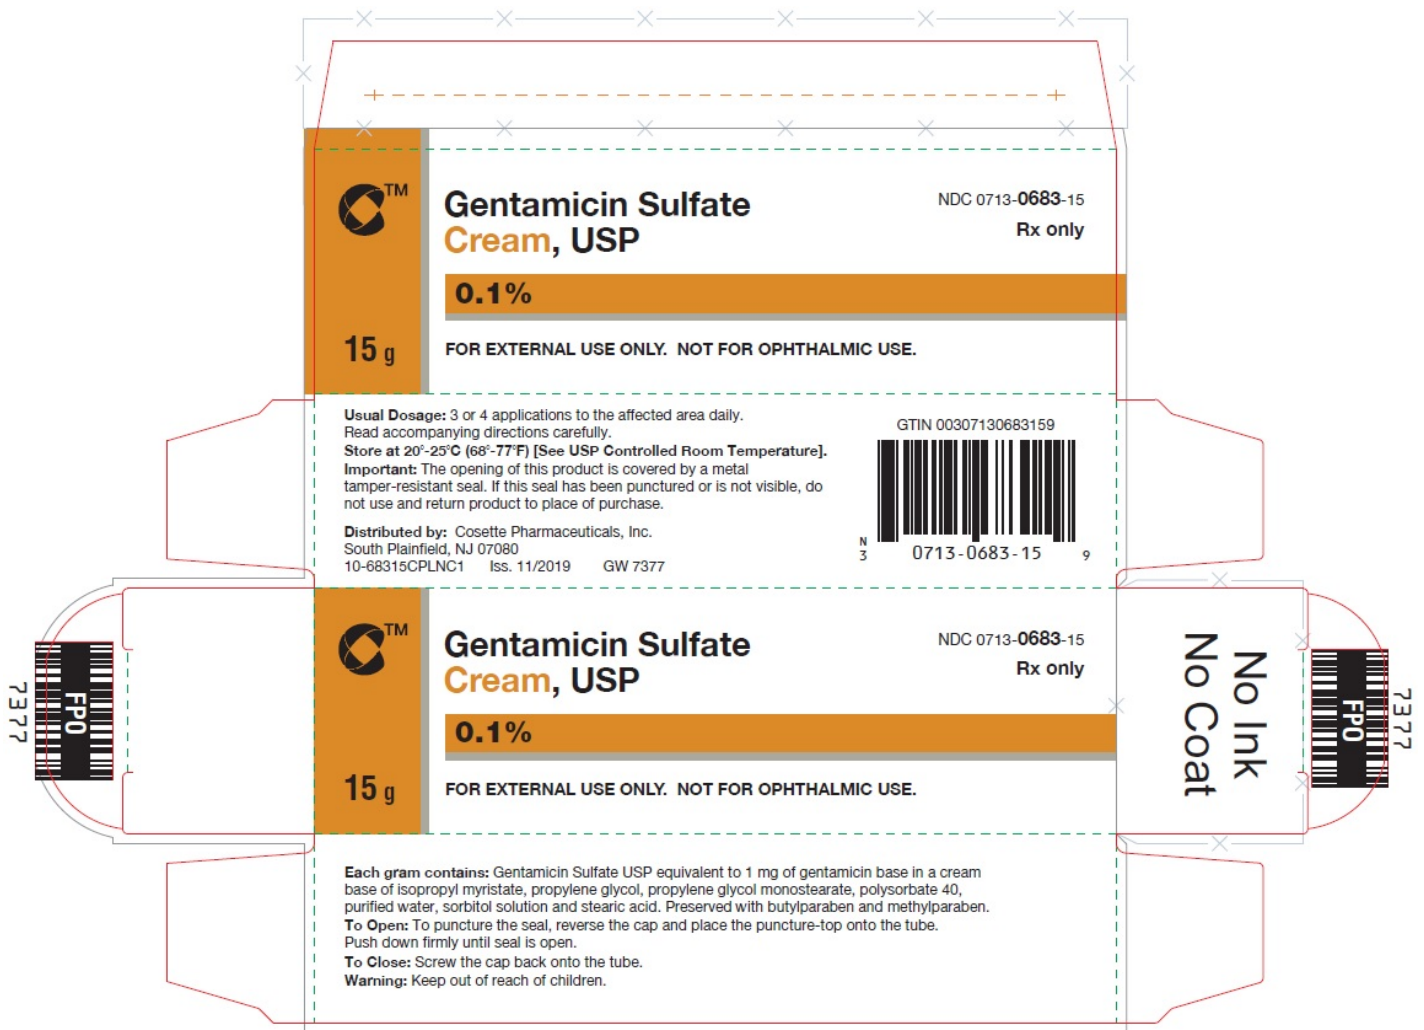 TM
Gentamicin Sulfate
Cream, USP
NDC 0713-0683-15
Rx only
0.1%
15 g
FOR EXTERNAL USE ONLY.  NOT FOR OPHTHALMIC USE.
Usual Dosage: 3 or 4 applications to the affected area daily.
Read accompanying directions carefully.
Store at 20°-25°C (68°-77°F) [See USP Controlled Room Temperature].
Important: The opening of this product is covered by a metal
tamper-resistant seal. If this seal has been punctured or is not visible, do
not use and return product to place of purchase.
Distributed by:  Cosette Pharmaceuticals, Inc.
South Plainfield, NJ 07080
10-68315CPLNC1 Iss. 11/2019 GW 7377
GTIN 00307130683159
N
3 0713-0683-15 9
TM
Gentamicin Sulfate
Cream, USP
NDC 0713-0683-15
Rx only
0.1%
15 g
FOR EXTERNAL USE ONLY.  NOT FOR OPHTHALMIC USE.
7377
FPO
No Ink
No Coat
FPO
7377
Each gram contains: Gentamicin Sulfate USP equivalent to 1 mg of gentamicin base in a cream
base of isopropyl myristate, propylene glycol, propylene glycol monostearate, polysorbate 40,
purified water, sorbitol solution and stearic acid. Preserved with butylparaben and methylparaben.
To Open: To puncture the seal, reverse the cap and place the puncture-top onto the tube.
Push down firmly until seal is open.
To Close: Screw the cap back onto the tube.
Warning: Keep out of reach of children.